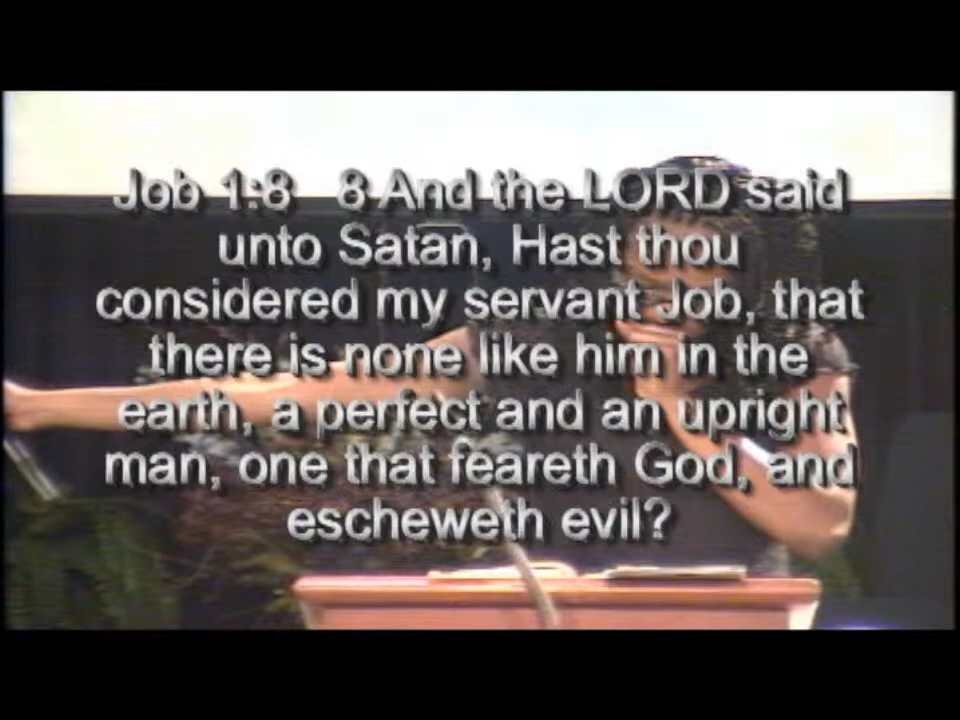 Job 1:8 8 And the LORD said
unto Satan, Hast thou
considered my servant Job, that
there is none like him in the
earth, a perfect and an upright
man, one that feareth God, and
escheweth evil?